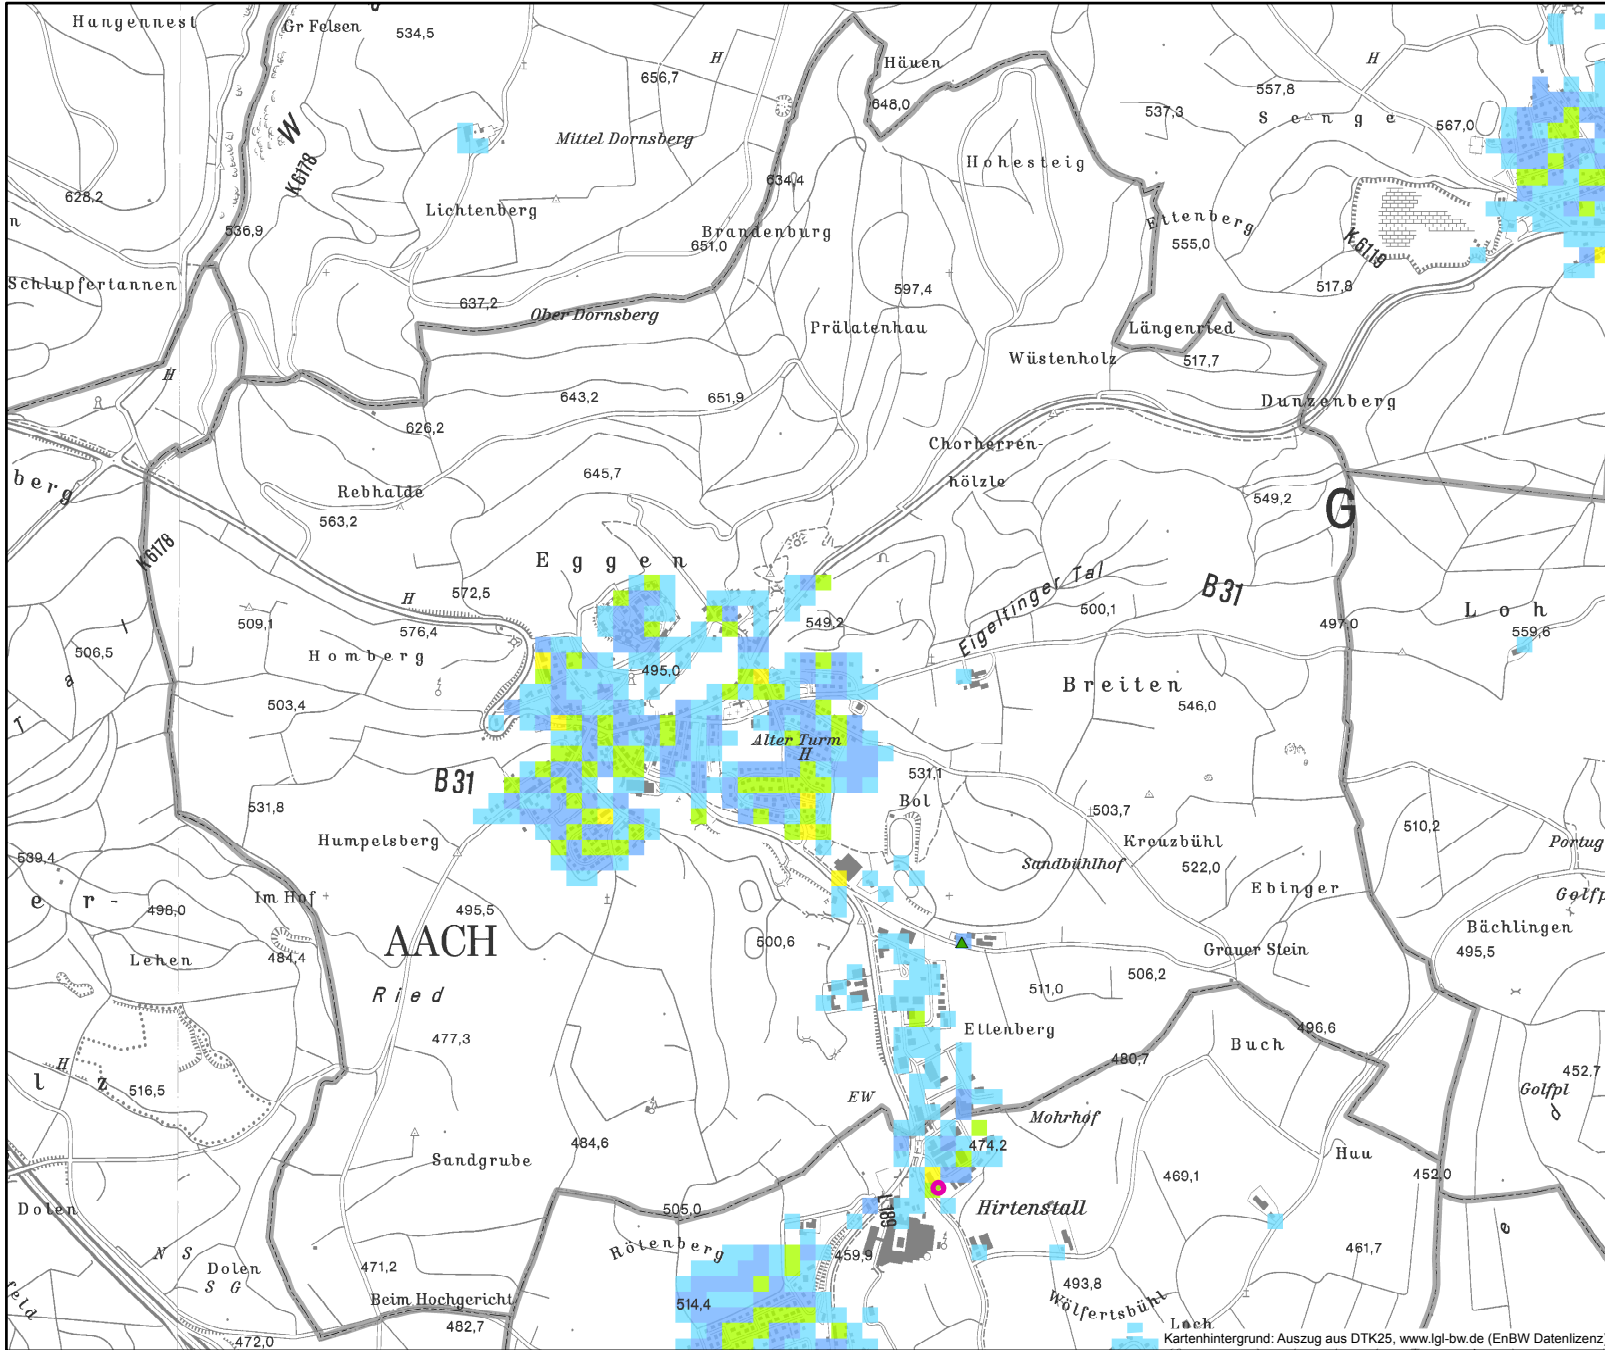 Hangennest
Gr Felsen
534,5
H
656,7
Häuen
648,0
H
557,8
537,3
S e n g e
567,0
W
K6178
Mittel Dornsberg
Hohesteig
628,2
634,4
Lichtenberg
n
536,9
Brandenburg
651,0
Ettenberg
555,0
K 6119
Schlupfertannen
637,2
Ober Dornsberg
597,4
517,8
Prälatenhau
Längenried
517,7
Wüstenholz
H
643,2
651,9
Dunzenberg
626,2
Chorherren-
hölzle
645,7
berg
Rebhalde
563,2
549,2
G
K6178
E g g e n
572,5
H
576,4
Eigeltinger Tal
500,1
B 31
L o h
509,1
549,2
497,0
559,6
506,5
Homberg
l
a
T
495,0
Breiten
503,4
546,0
Alter Turm
H
B 31
531,1
531,8
Bol
503,7
Humpelsberg
Kreuzbühl
510,2
539,4
Sandbühlhof
522,0
Portug
e r -
Im Hof
498,0
495,5
Ebinger
Golfp
AACH
500,6
Bächlingen
495,5
Lehen
484,4
Grauer Stein
506,2
Ried
511,0
477,3
Ettenberg
496,6
Buch
H
l z
516,5
480,7
452,7
Golfpl
EW
Mohrhof
484,6
474,2
Sandgrube
Huu
469,1
452,0
Dolen
505,0
L189
Hirtenstall
N S
Dolen
S G
Rötenberg
459,9
461,7
e
471,2
493,8
feld
Beim Hochgericht
514,4
Wölfertsbühl
482,7
Loch
472,0
Kartenhintergrund: Auszug aus DTK25, www.lgl-bw.de (EnBW Datenlizenz)